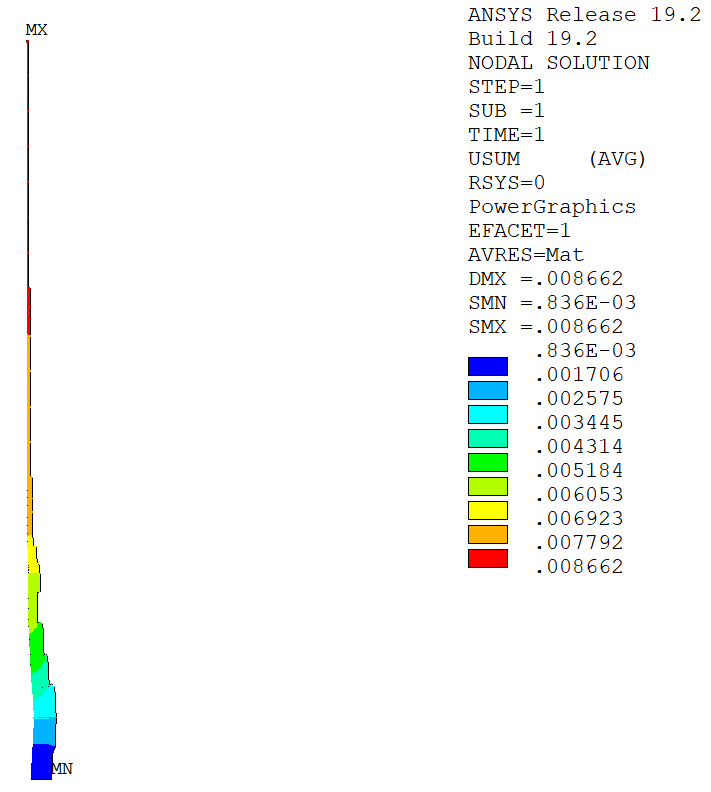 MX
ANSYS Release 19.2
Build 19.2
NODAL SOLUTION
STEP=1
SUB =1
TIME=1
USUM (AVG)
RSYS=0
PowerGraphics
EFACET=1
AVRES=Mat
DMX =.008662
SMN =.836E-03
SMX =.008662
.836E-03
.001706
.002575
.003445
.004314
.005184
.006053
.006923
.007792
.008662
MN